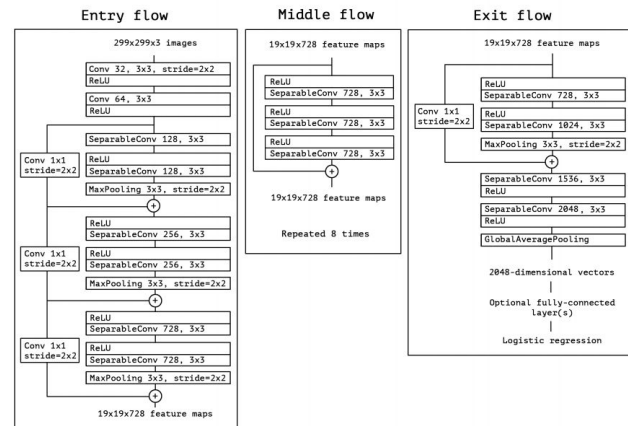 Entry flow
299x299x3 images
Conv 32, 3x3, stride=2x2
ReLU
Conv 64, 3x3
ReLU
SeparableConv 128, 3x3
Conv 1x1
stride=2x2
ReLU
SeparableConv 128, 3x3
MaxPooling 3x3, stride=2x2
+
ReLU
SeparableConv 256, 3x3
Conv 1x1
stride=2x2
ReLU
SeparableConv 256, 3x3
MaxPooling 3x3, stride=2x2
+
ReLU
SeparableConv 728, 3x3
Conv 1x1
stride=2x2
ReLU
SeparableConv 728, 3x3
MaxPooling 3x3, stride=2x2
+
19x19x728 feature maps
Middle flow
19x19x728 feature maps
ReLU
SeparableConv 728, 3x3
ReLU
SeparableConv 728, 3x3
ReLU
SeparableConv 728, 3x3
+
19x19x728 feature maps
Repeated 8 times
Exit flow
19x19x728 feature maps
ReLU
SeparableConv 728, 3x3
Conv 1x1
stride=2x2
ReLU
SeparableConv 1024, 3x3
MaxPooling 3x3, stride=2x2
+
SeparableConv 1536, 3x3
ReLU
SeparableConv 2048, 3x3
ReLU
GlobalAveragePooling
2048-dimensional vectors
Optional fully-connected
layer(s)
Logistic regression